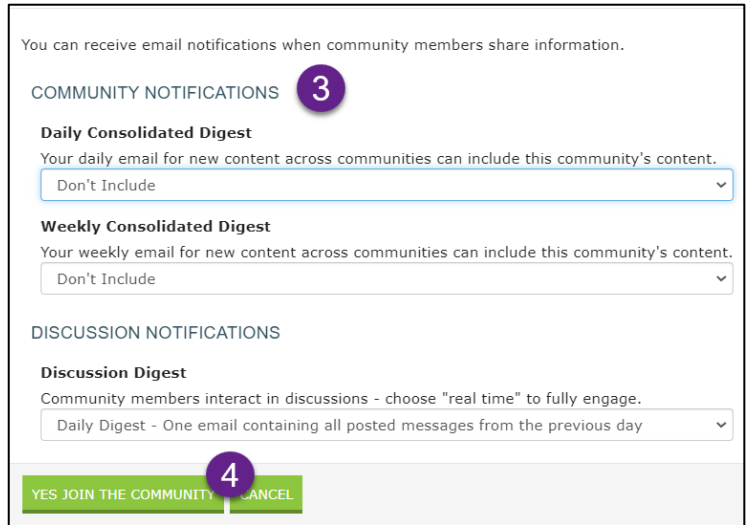 You can receive email notifications when community members share information.
COMMUNITY NOTIFICATIONS 3
Daily Consolidated Digest
Your daily email for new content across communities can include this community's content.
Don't Include
Weekly Consolidated Digest
Your weekly email for new content across communities can include this community's content.
Don't Include
DISCUSSION NOTIFICATIONS
Discussion Digest
Community members interact in discussions - choose "real time" to fully engage.
Daily Digest - One email containing all posted messages from the previous day
4
YES JOIN THE COMMUNITY CANCEL